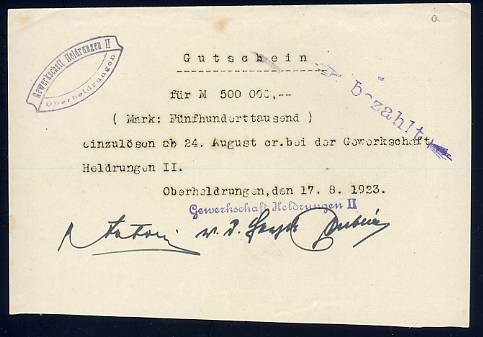 a
Gewerkschaft Heldrungen II
Oberheldrungen
Gutschein
bezahlt
für M 500 000,--
( Mark: Fünfhunderttausend )
einzulösen ab 24. August cr.bei der Gewerkschaft
Heldrungen II.
Oberheldrungen,den 17. 8. 1923.
Gewerkschaft Heldrungen II